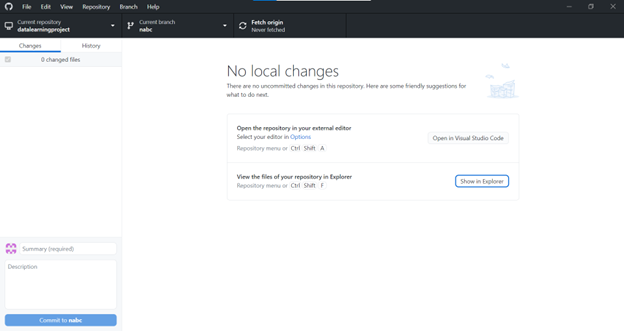 File Edit View Repository Branch Help
Current repository
datalearningproject
Current branch
nabc
Fetch origin
Never fetched
Changes History
0 changed files
No local changes
There are no uncommitted changes in this repository. Here are some friendly suggestions for
what to do next.
Open the repository in your external editor
Select your editor in Options
Repository menu or Ctrl Shift A
Open in Visual Studio Code
View the files of your repository in Explorer
Repository menu or Ctrl Shift F
Show in Explorer
Summary (required)
Description
Commit to nabc